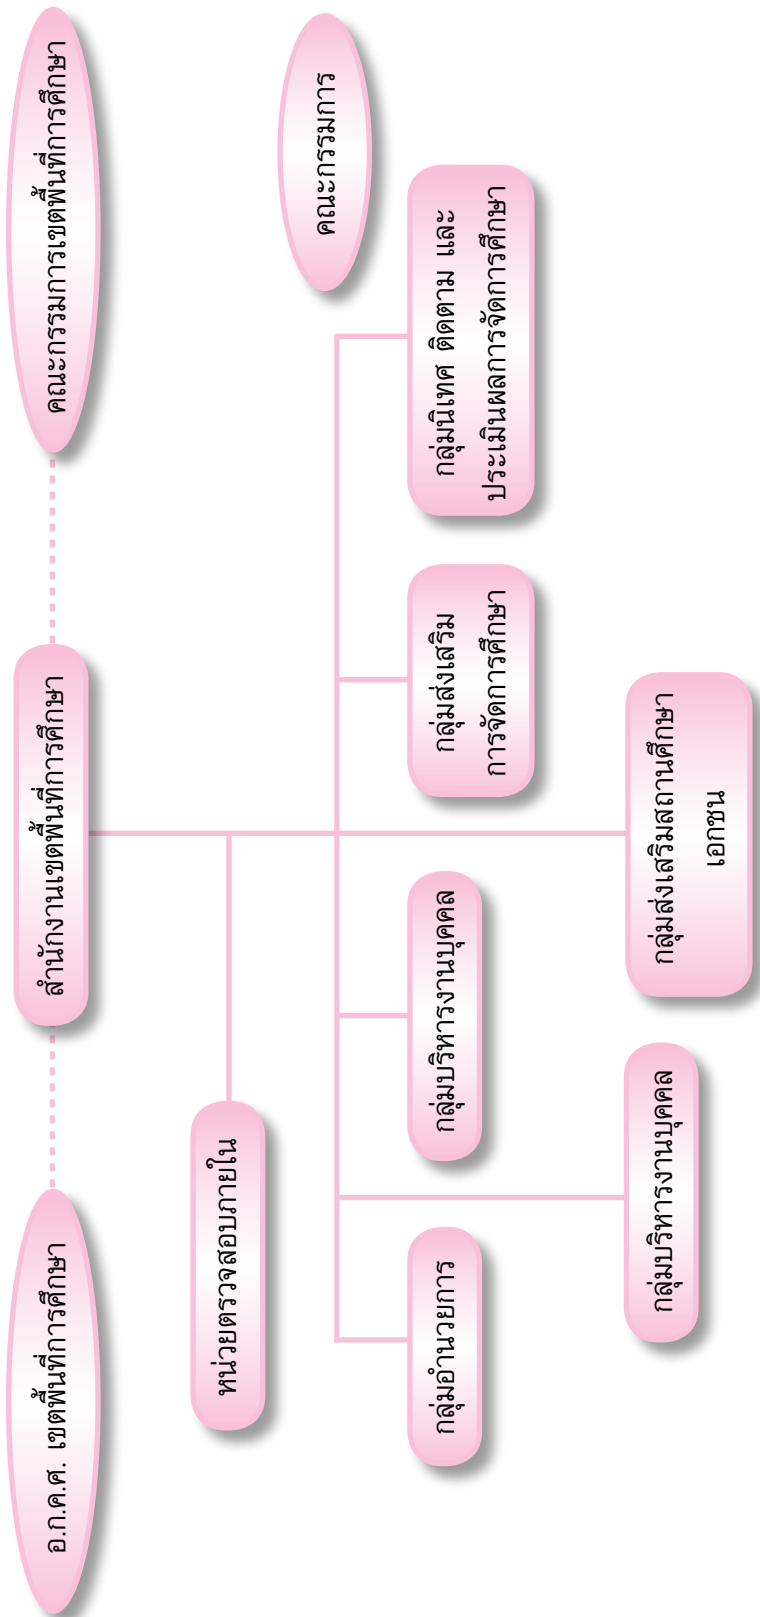 อ.ก.ค.ศ. เขตพื้นที่การศึกษา
สำนักงานเขตพื้นที่การศึกษา
คณะกรรมการเขตพื้นที่การศึกษา
หน่วยตรวจสอบภายใน
คณะกรรมการ
กลุ่มอำนวยการ
กลุ่มบริหารงานบุคคล
กลุ่มส่งเสริม
การจัดการศึกษา
กลุ่มนิเทศ ติดตาม และ
ประเมินผลการจัดการศึกษา
กลุ่มบริหารงานบุคคล
กลุ่มส่งเสริมสถานศึกษา
เอกชน